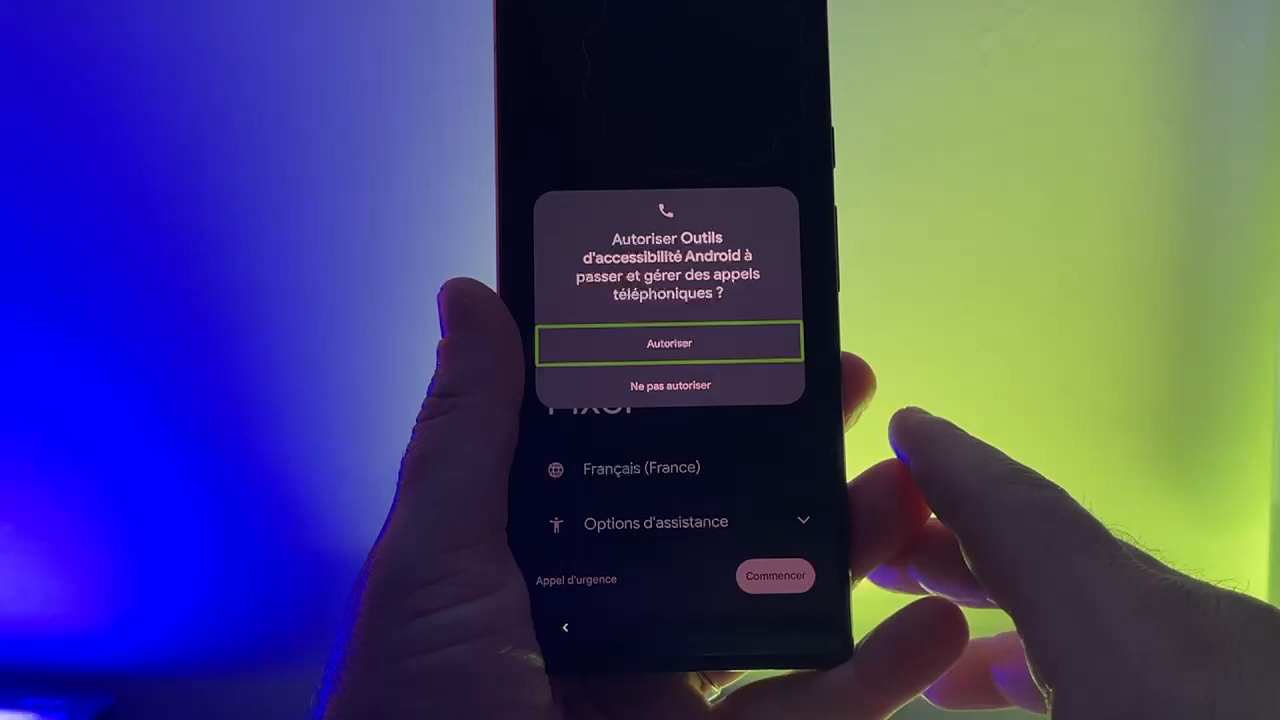 Autoriser Outils
d'accessibilité Android à
passer et gérer des appels
téléphoniques ?
Autoriser
Ne pas autoriser
Pixel
Français (France)
Options d'assistance
Appel d'urgence
Commencer